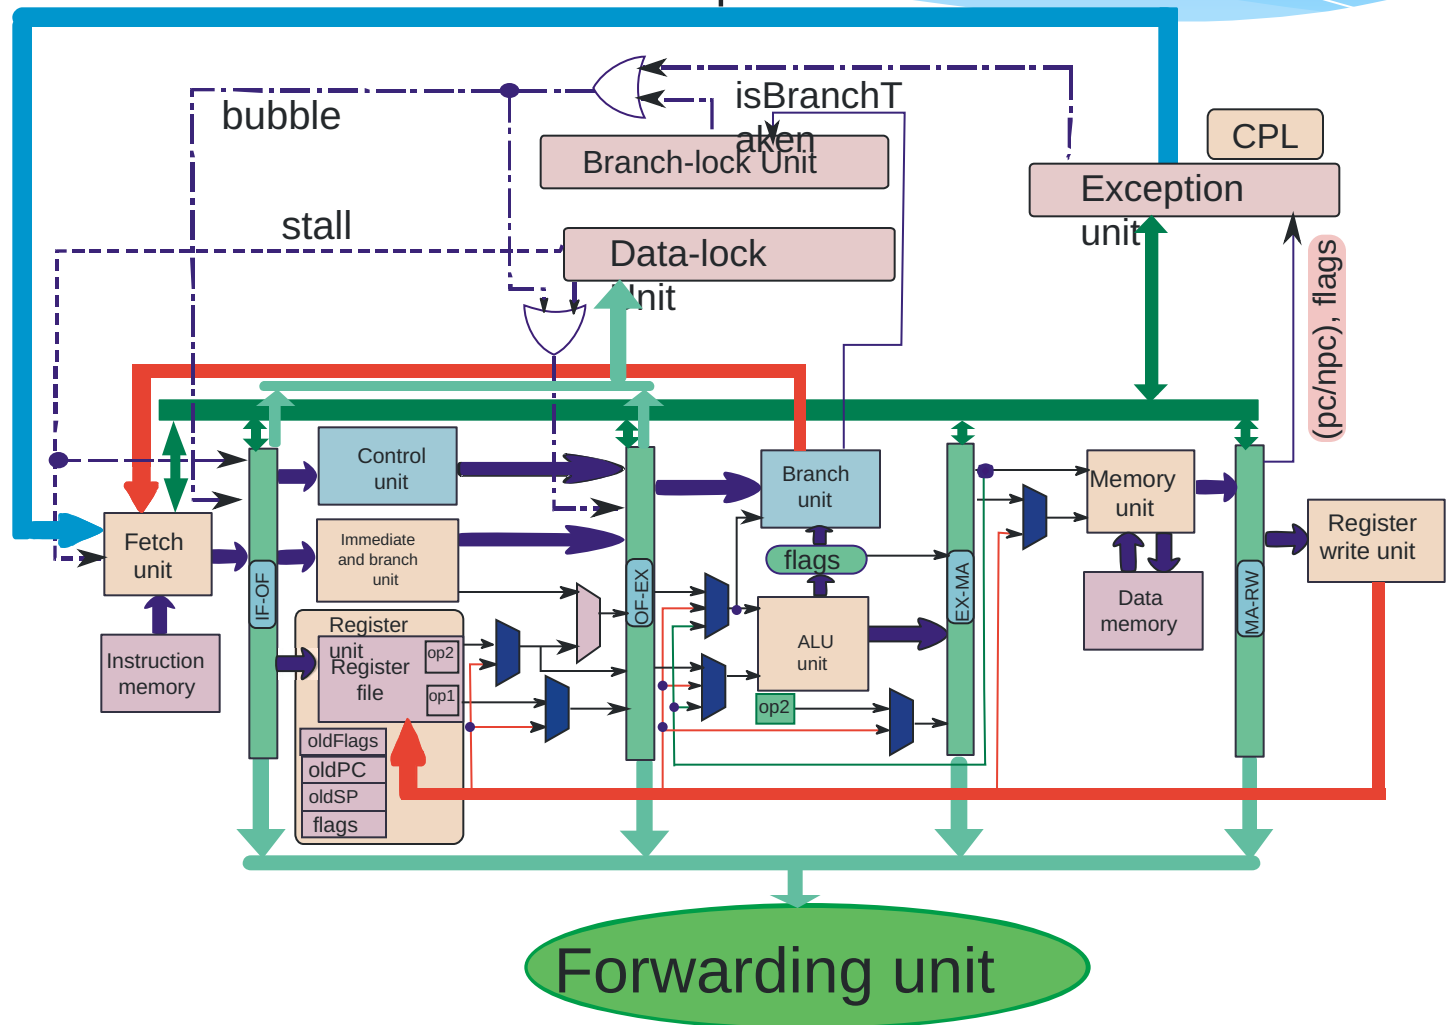 isBranchT
aken
bubble
CPL
Branch-lock Unit
Exception
unit
stall
Data-lock
Unit
(pc/npc), flags
Control
unit
Branch
unit
Memory
unit
Register
write unit
Fetch
unit
Immediate
and branch
unit
flags
IF-OF
OF-EX
EX-MA
MA-RW
Data
memory
Instruction
memory
Register
unit
Register
file
op2
op1
ALU
unit
op2
oldFlags
oldPC
oldSP
flags
Forwarding unit